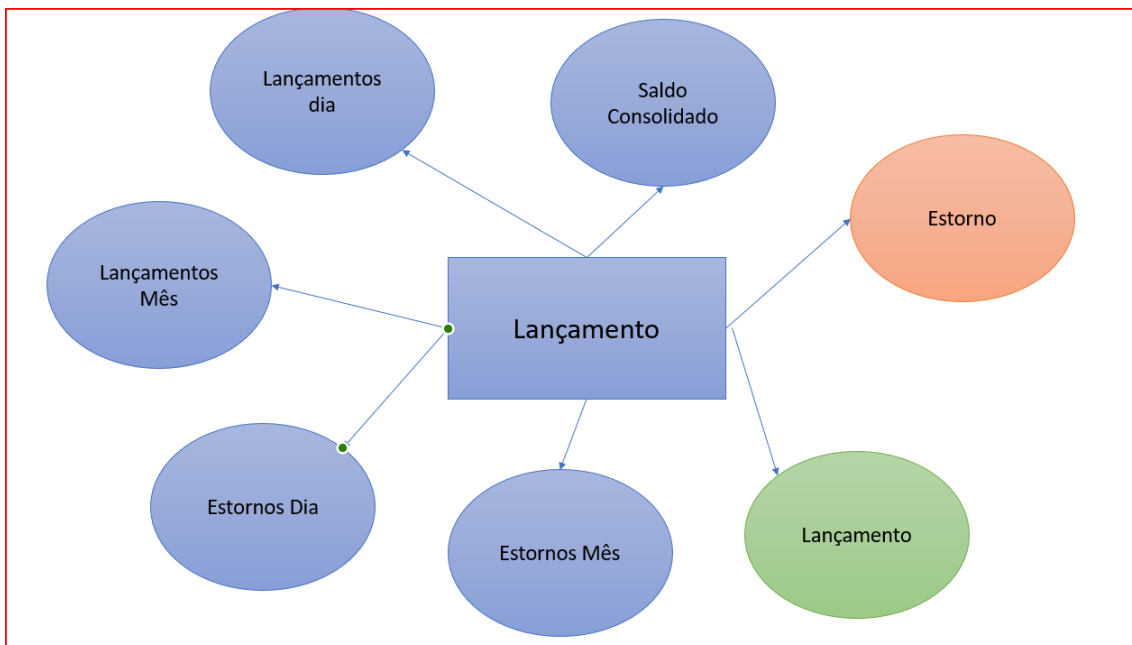 Lançamentos
dia
Saldo
Consolidado
Estorno
Lançamentos
Mês
Lançamento
Estornos Dia
Estornos Mês
Lançamento